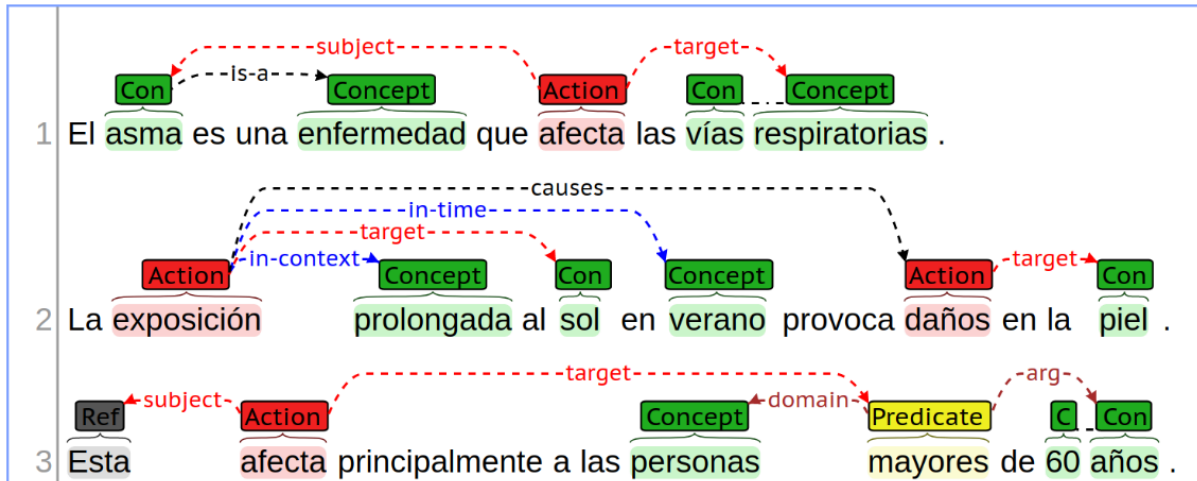 subject target
is-a
Con Concept Action Con Concept
1 El asma es una enfermedad que afecta las vías respiratorias .
causes
in-time
target
Action in-context Concept Con Concept Action target Con
2 La exposición prolongada al sol en verano provoca daños en la piel .
target arg
Ref subject Action Concept domain Predicate C Con
3 Esta afecta principalmente a las personas mayores de 60 años .